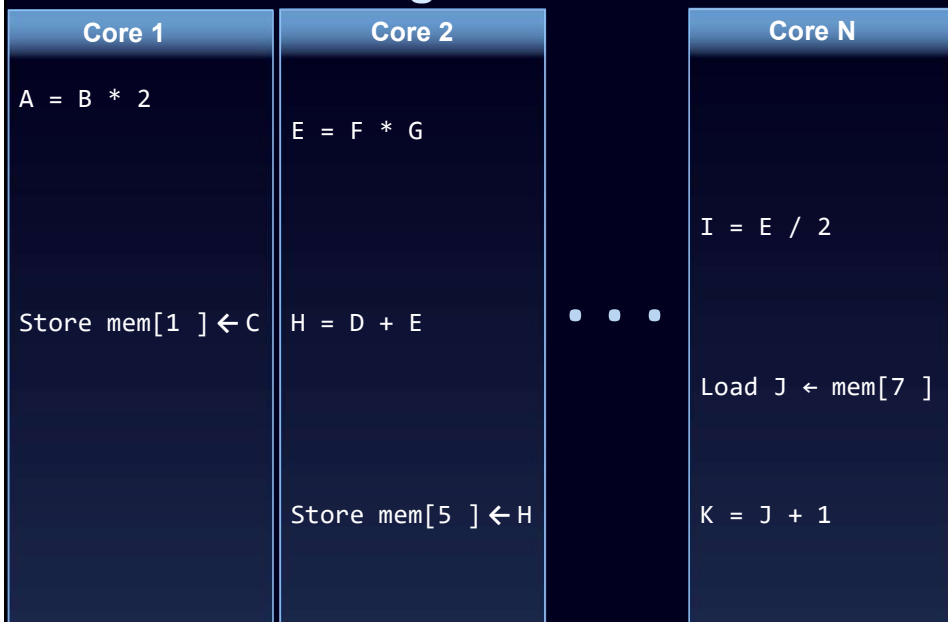 Core 1
A = B * 2
Store mem[1 ]←C
Core 2
E = F * G
H = D + E
Store mem[5 ]←H
. . .
Core N
I = E / 2
Load J ← mem[7 ]
K = J + 1